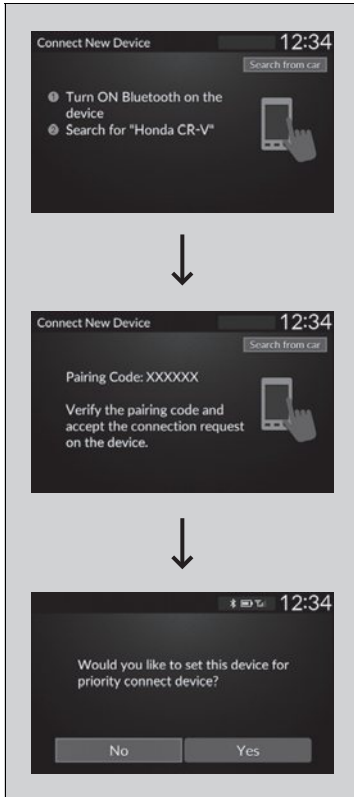 Connect New Device 12:34
Search from car
❶ Turn ON Bluetooth on the
device
❷ Search for "Honda CR-V"
Connect New Device 12:34
Search from car
Pairing Code: XXXXXX
Verify the pairing code and
accept the connection request
on the device.
12:34
Would you like to set this device for
priority connect device?
No Yes